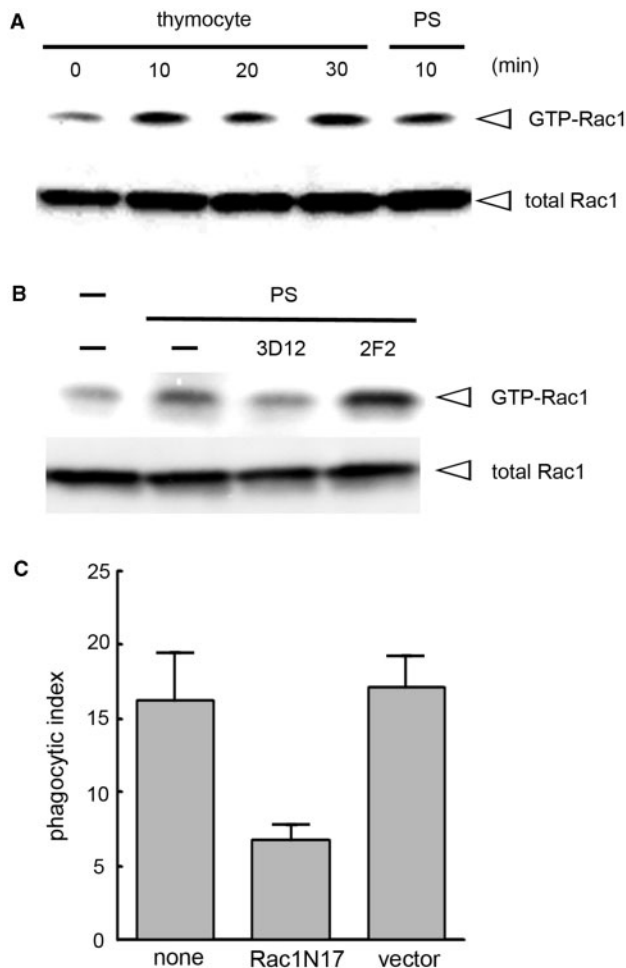 A
thymocyte PS
0 10 20 30 10 (min)
GTP-Rac1
total Rac1
B
– PS
– – 3D12 2F2
GTP-Rac1
total Rac1
C
phagocytic index
25
20
15
10
5
0
none Rac1N17 vector